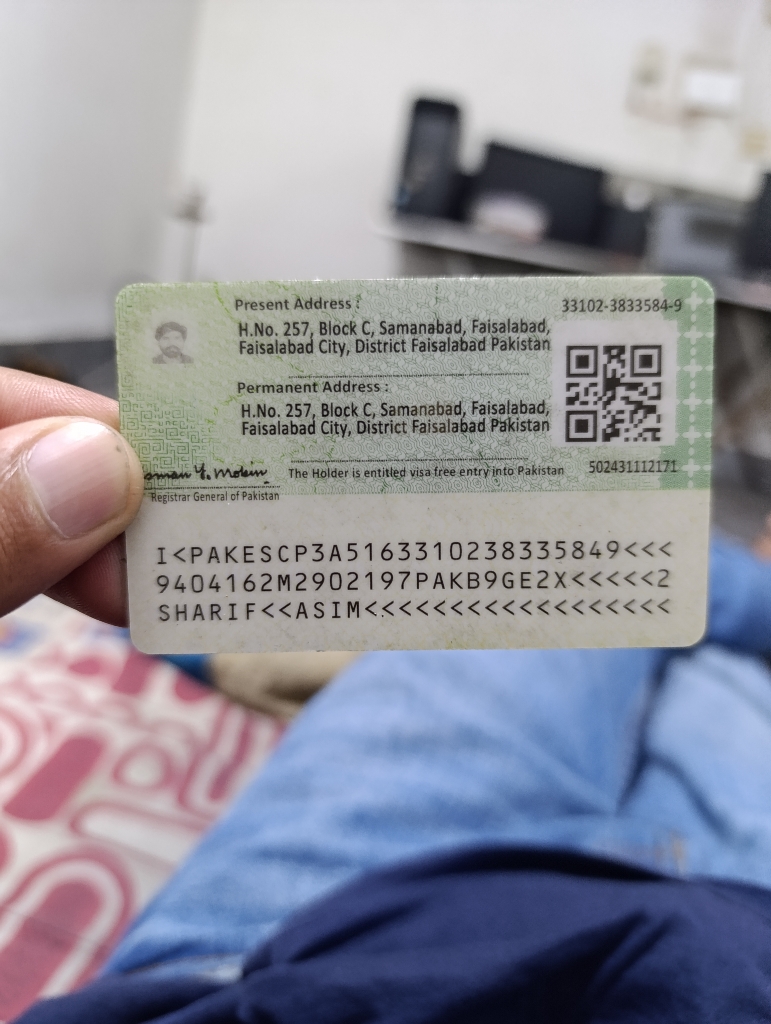 Present Address :
33102-3833584-9
H.No. 257, Block C, Samanabad, Faisalabad,
Faisalabad City, District Faisalabad Pakistan
Permanent Address :
H.No. 257, Block C, Samanabad, Faisalabad,
Faisalabad City, District Faisalabad Pakistan
The Holder is entitled visa free entry into Pakistan
502431112171
Registrar General of Pakistan
I<PAKESCP3A5163310238335849<<<
9404162M2902197PAKB9GE2X<<<<<2
SHARIF<<ASIM<<<<<<<<<<<<<<<<<<